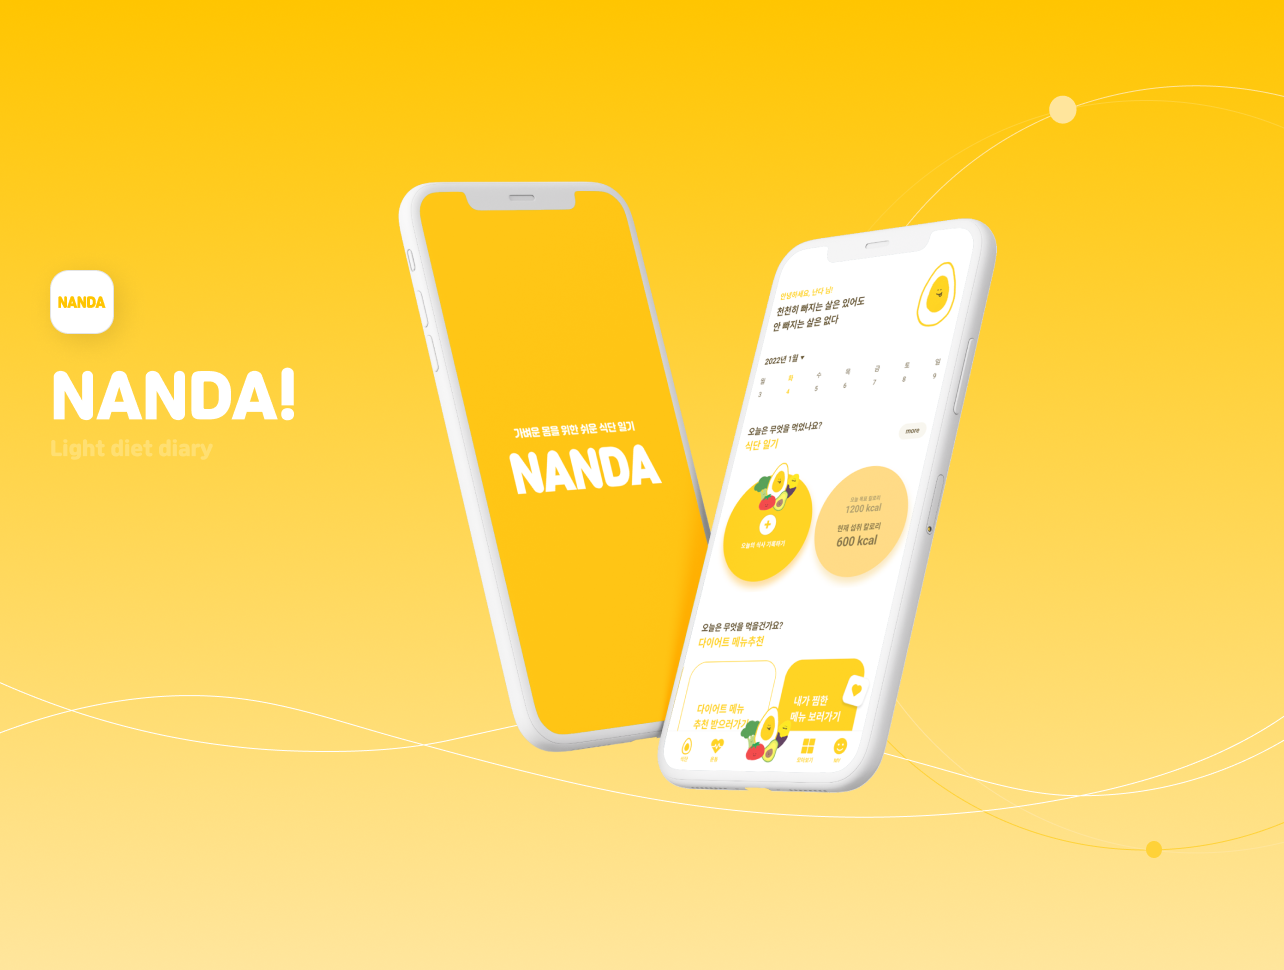 NANDA
NANDA!
Light diet diary
가벼운 몸을 위한 쉬운 식단 일기
NANDA
안녕하세요, 난다 님!
천천히 빠지는 살은 있어도
안 빠지는 살은 없다
2022년 1월 ▾
월 화 수 목 금 토 일
3 4 5 6 7 8 9
오늘은 무엇을 먹었나요?
식단 일기
more
오늘의 식사 기록하기
오늘 목표 칼로리
1200 kcal
현재 섭취 칼로리
600 kcal
오늘은 무엇을 먹을건가요?
다이어트 메뉴추천
다이어트 메뉴
추천 받으러가기
내가 찜한
메뉴 보러가기